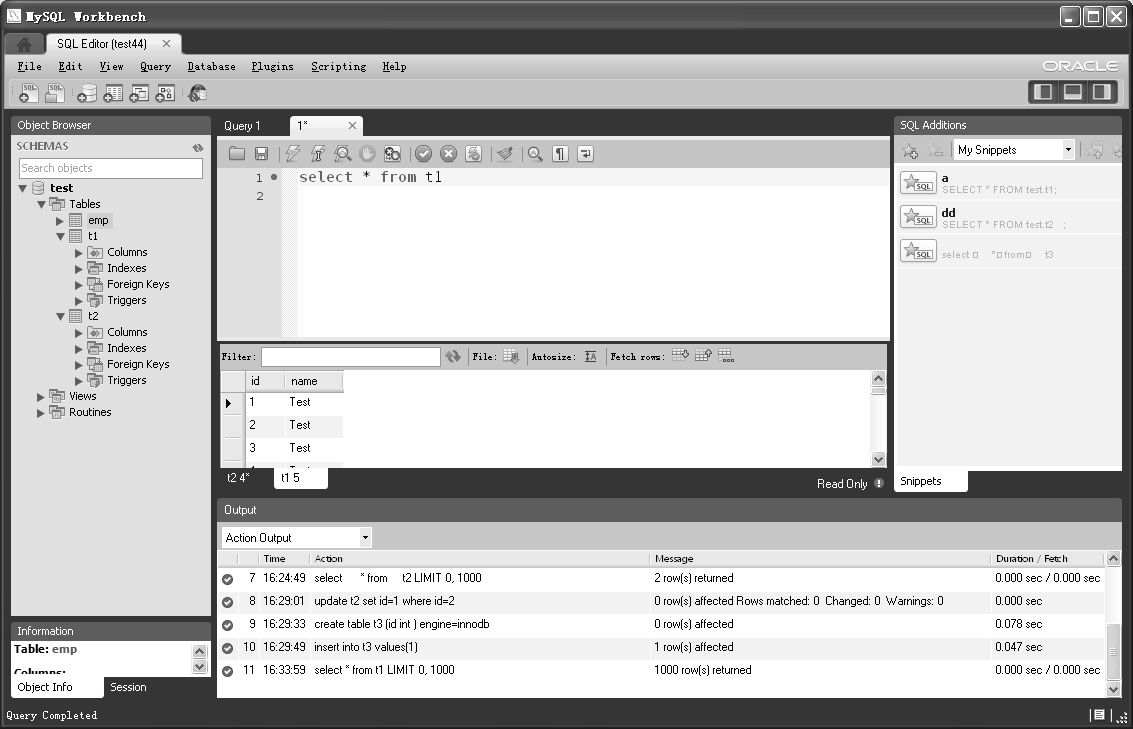 MySQL Workbench
SQL Editor (test44)
File Edit View Query Database Plugins Scripting Help
ORACLE
SQL SQL
Object Browser
SCHEMAS
Search objects
test
Tables
emp
t1
Columns
Indexes
Foreign Keys
Triggers
t2
Columns
Indexes
Foreign Keys
Triggers
Views
Routines
Information
Table: emp
Columns:
Object Info Session
Query Completed
Query 1 1*
1 select * from t1
2
Filter: File: Autosize: Fetch rows:
id name
1 Test
2 Test
3 Test
t2 4* t1 5
Read Only
SQL Additions
My Snippets
SQL a
SELECT * FROM test.t1;
SQL dd
SELECT * FROM test.t2 ;
SQL select * from t3
Snippets
Output
Action Output
Time Action Message Duration / Fetch
7 16:24:49 select * from t2 LIMIT 0, 1000 2 row(s) returned 0.000 sec / 0.000 sec
8 16:29:01 update t2 set id=1 where id=2 0 row(s) affected Rows matched: 0 Changed: 0 Warnings: 0 0.000 sec
9 16:29:33 create table t3 (id int ) engine=innodb 0 row(s) affected 0.078 sec
10 16:29:49 insert into t3 values(1) 1 row(s) affected 0.047 sec
11 16:33:59 select * from t1 LIMIT 0, 1000 1000 row(s) returned 0.000 sec / 0.000 sec